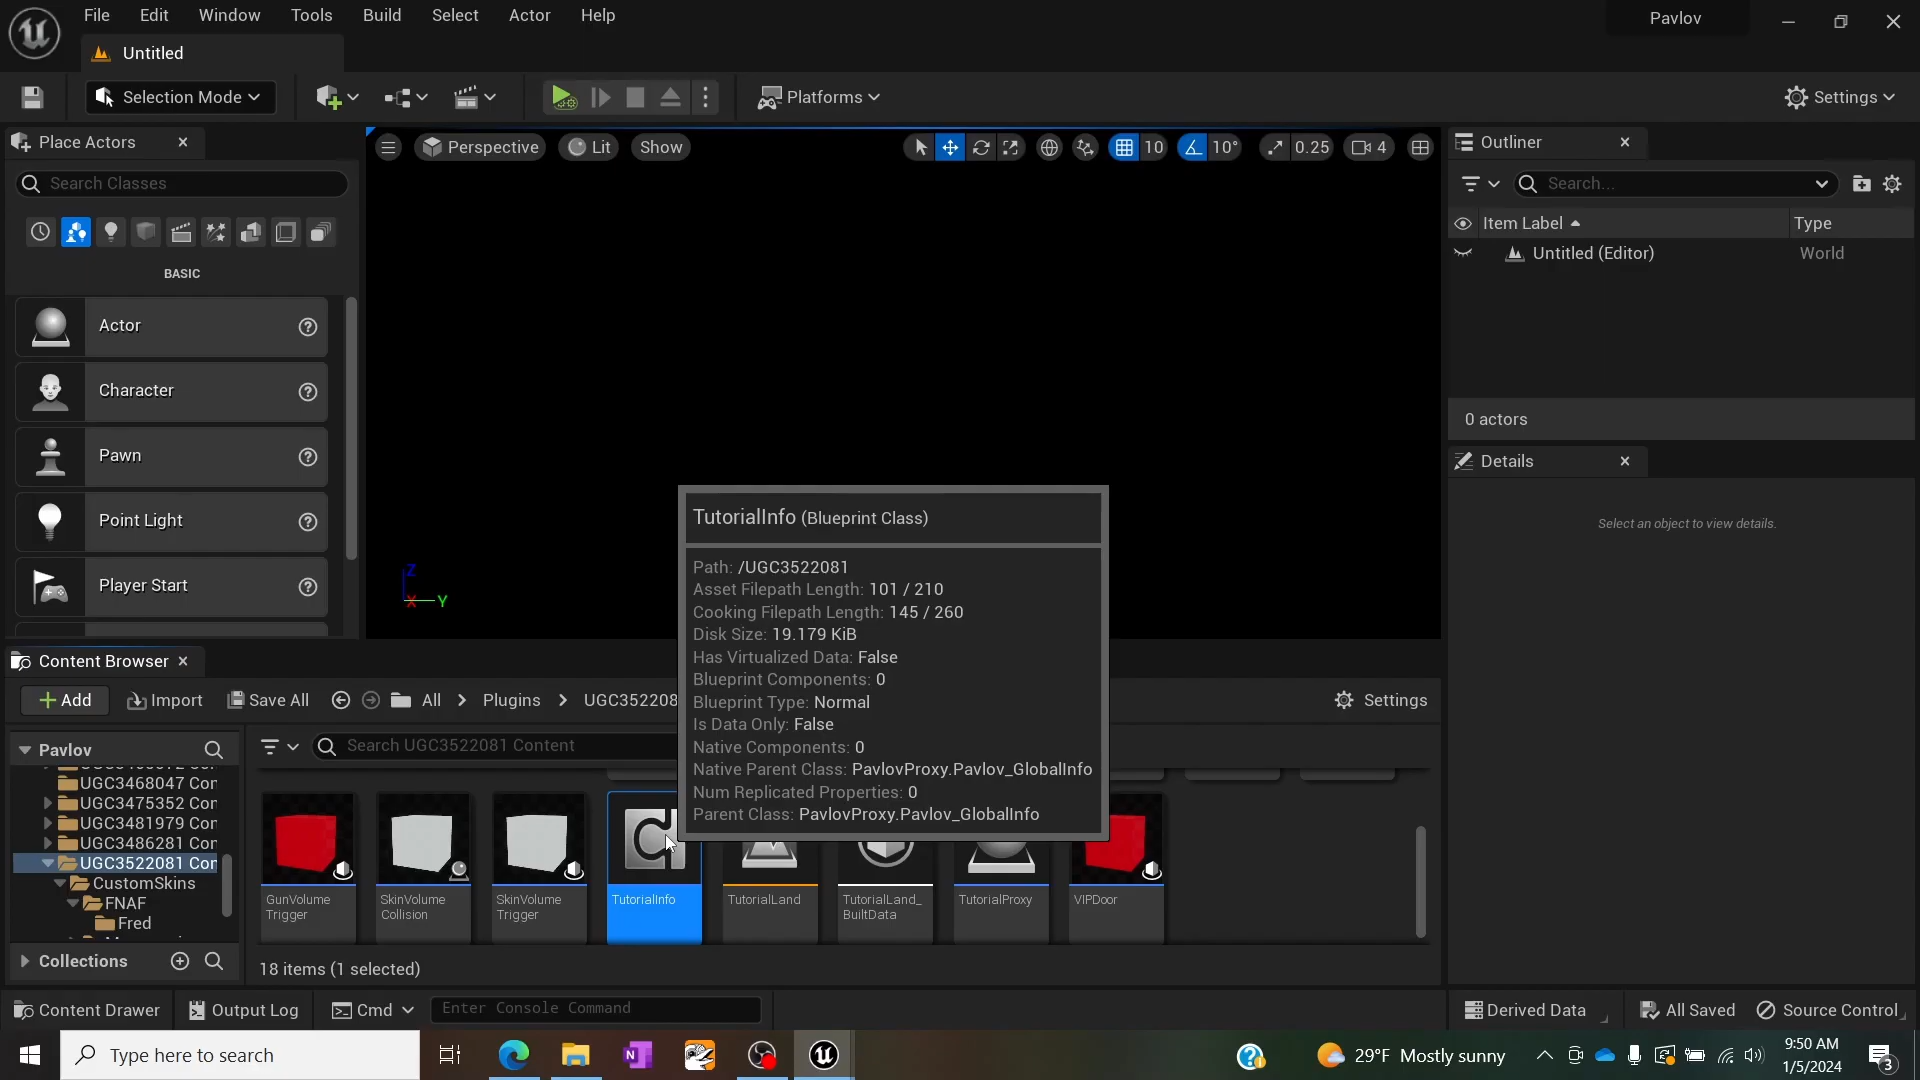 File Edit Window Tools Build Select Actor Help
Pavlov
Untitled
Selection Mode
Platforms
Settings
Place Actors
Search Classes
BASIC
Actor
Character
Pawn
Point Light
Player Start
Perspective
Lit
Show
10
10°
0.25
4
Z
X
Y
Outliner
Search...
Item Label
Type
Untitled (Editor)
World
0 actors
Details
Select an object to view details.
TutorialInfo (Blueprint Class)
Path: /UGC3522081
Asset Filepath Length: 101 / 210
Cooking Filepath Length: 145 / 260
Disk Size: 19.179 KiB
Has Virtualized Data: False
Blueprint Components: 0
Blueprint Type: Normal
Is Data Only: False
Native Components: 0
Native Parent Class: PavlovProxy.Pavlov_GlobalInfo
Num Replicated Properties: 0
Parent Class: PavlovProxy.Pavlov_GlobalInfo
Content Browser
Add
Import
Save All
All
Plugins
UGC352208
Settings
Pavlov
UGC3468047 Con
UGC3475352 Con
UGC3481979 Con
UGC3486281 Con
UGC3522081 Con
CustomSkins
FNAF
Fred
Collections
Search UGC3522081 Content
GunVolume
Trigger
SkinVolume
Collision
SkinVolume
Trigger
TutorialInfo
TutorialLand
TutorialLand_
BuiltData
TutorialProxy
VIPDoor
18 items (1 selected)
Content Drawer
Output Log
Cmd
Enter Console Command
Derived Data
All Saved
Source Control
Type here to search
29°F Mostly sunny
9:50 AM
1/5/2024
3